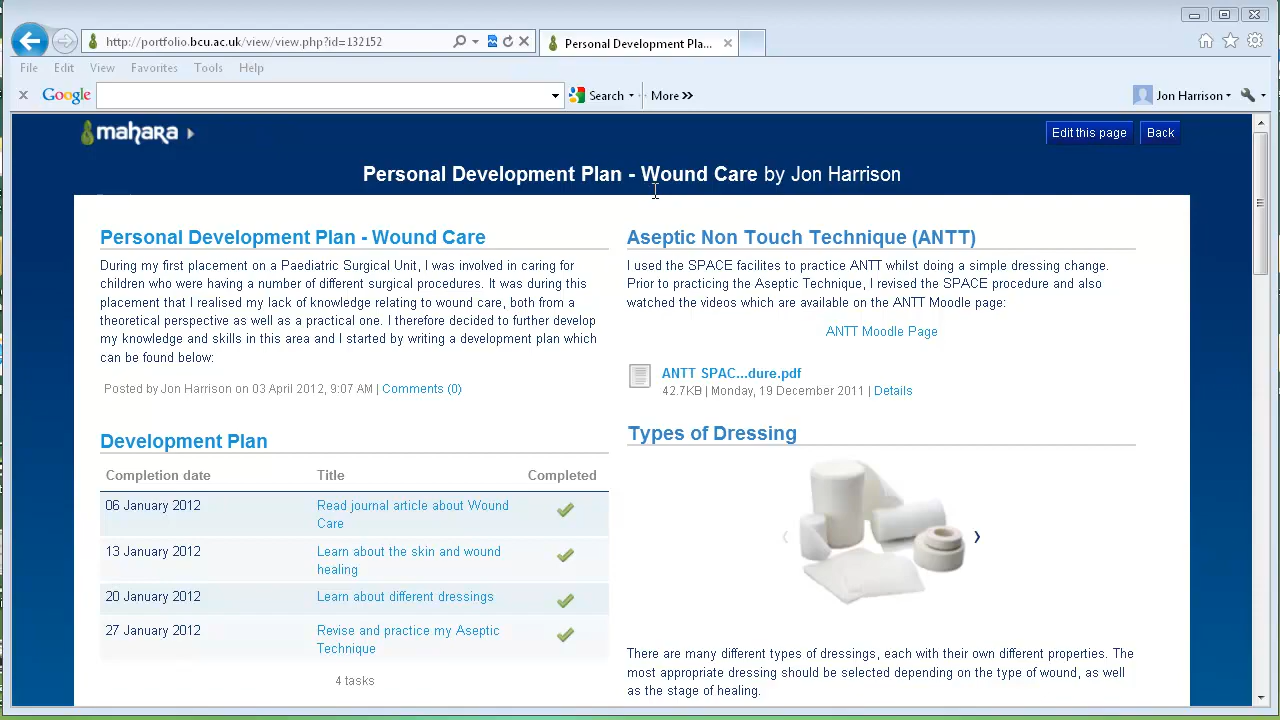 http://portfolio.bcu.ac.uk/view/view.php?id=132152
Personal Development Pla...
File Edit View Favorites Tools Help
Google
Search
More »
Jon Harrison
mahara
Edit this page
Back
Personal Development Plan - Wound Care by Jon Harrison
Personal Development Plan - Wound Care
During my first placement on a Paediatric Surgical Unit, I was involved in caring for
children who were having a number of different surgical procedures. It was during this
placement that I realised my lack of knowledge relating to wound care, both from a
theoretical perspective as well as a practical one. I therefore decided to further develop
my knowledge and skills in this area and I started by writing a development plan which
can be found below:
Posted by Jon Harrison on 03 April 2012, 9:07 AM | Comments (0)
Development Plan
Completion date Title Completed
06 January 2012 Read journal article about Wound
Care
13 January 2012 Learn about the skin and wound
healing
20 January 2012 Learn about different dressings
27 January 2012 Revise and practice my Aseptic
Technique
4 tasks
Aseptic Non Touch Technique (ANTT)
I used the SPACE facilites to practice ANTT whilst doing a simple dressing change.
Prior to practicing the Aseptic Technique, I revised the SPACE procedure and also
watched the videos which are available on the ANTT Moodle page:
ANTT Moodle Page
ANTT SPAC...dure.pdf
42.7KB | Monday, 19 December 2011 | Details
Types of Dressing
There are many different types of dressings, each with their own different properties. The
most appropriate dressing should be selected depending on the type of wound, as well
as the stage of healing.